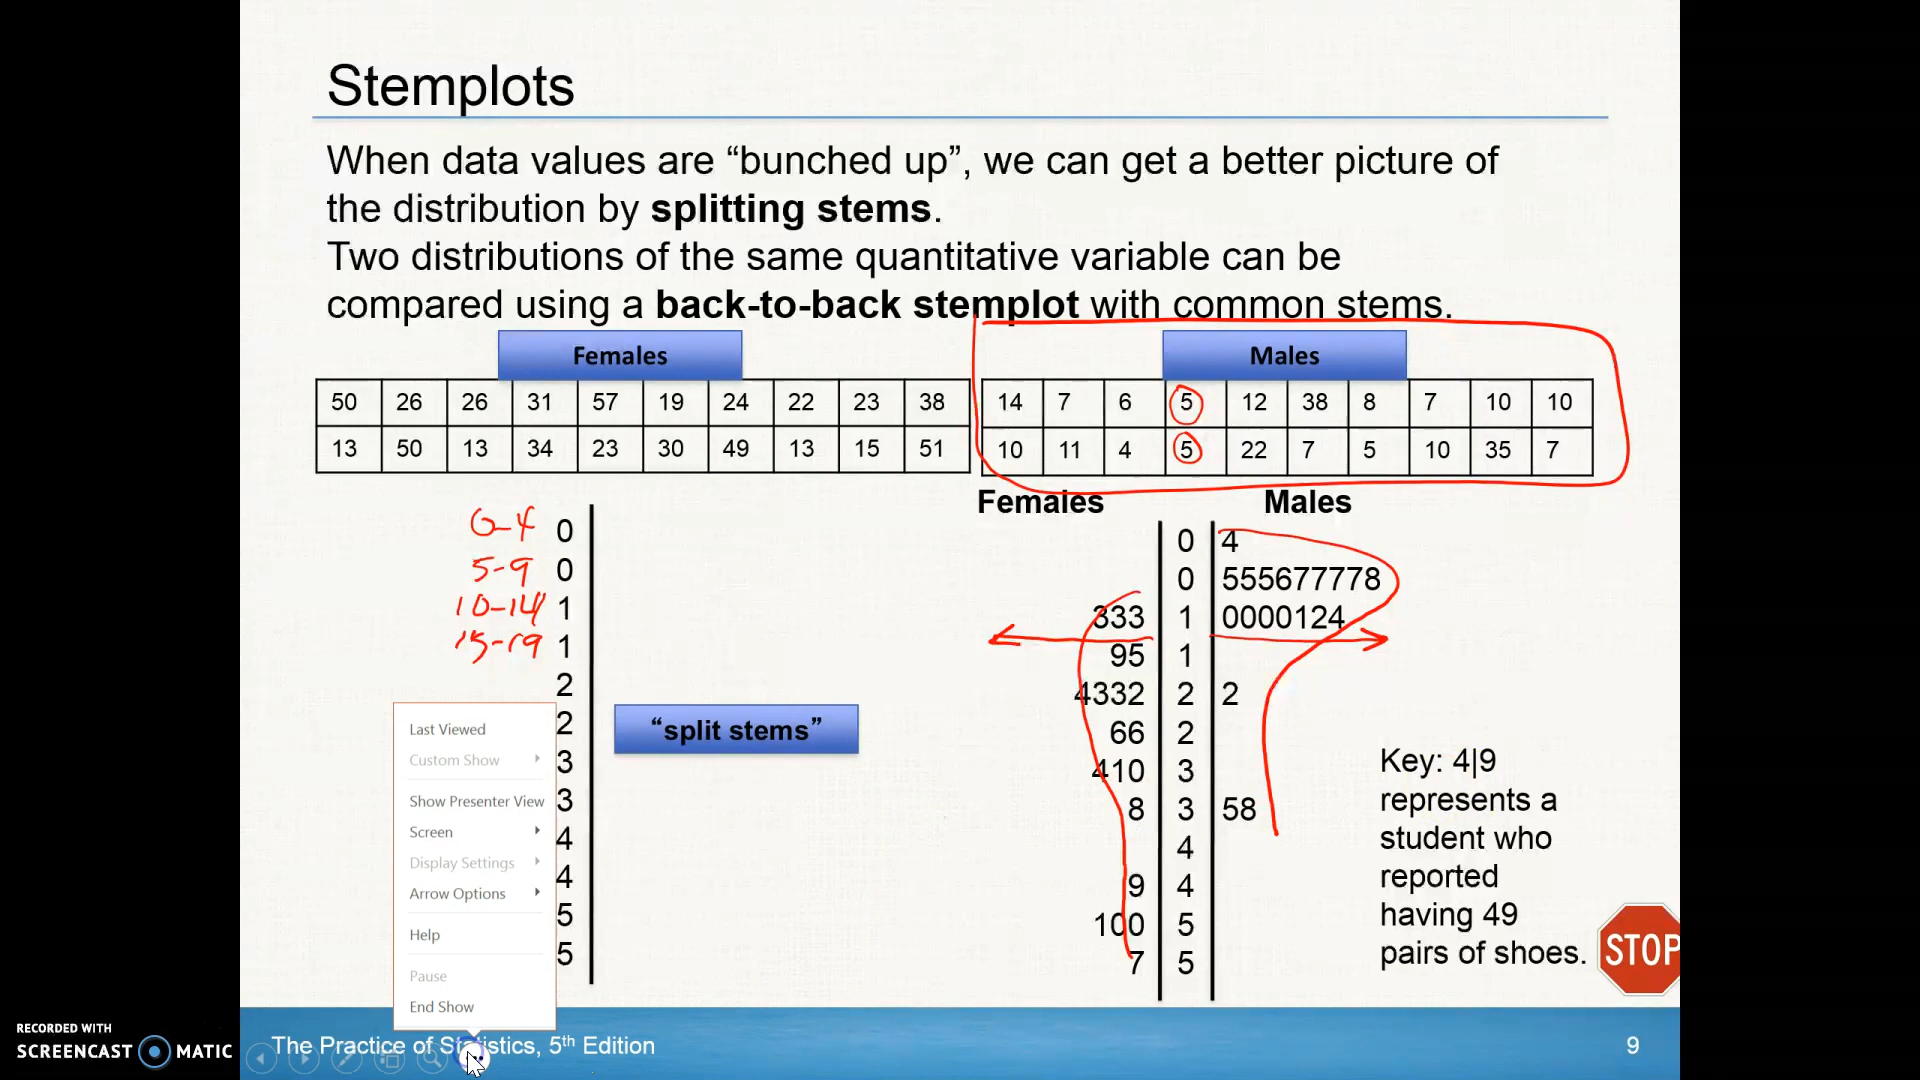 Stemplots
When data values are “bunched up”, we can get a better picture of
the distribution by splitting stems.
Two distributions of the same quantitative variable can be
compared using a back-to-back stemplot with common stems.
Females
50 26 26 31 57 19 24 22 23 38
13 50 13 34 23 30 49 13 15 51
Males
14 7 6 5 12 38 8 7 10 10
10 11 4 5 22 7 5 10 35 7
0-4 0
5-9 0
10-14 1
15-19 1
2
2
3
3
4
4
5
5
“split stems”
Females Males
0 4
0 555677778
333 1 0000124
95 1
4332 2 2
66 2
410 3
8 3 58
4
9 4
100 5
7 5
Key: 4|9
represents a
student who
reported
having 49
pairs of shoes.
STOP
Last Viewed
Custom Show
Show Presenter View
Screen
Display Settings
Arrow Options
Help
Pause
End Show
The Practice of Statistics, 5th Edition
9
RECORDED WITH
SCREENCAST MATIC